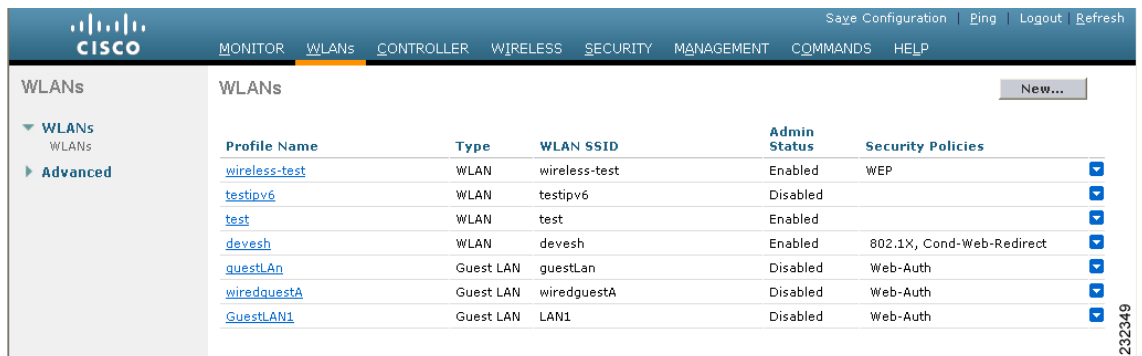 Save Configuration | Ping | Logout | Refresh
CISCO
MONITOR WLANs CONTROLLER WIRELESS SECURITY MANAGEMENT COMMANDS HELP
WLANs
WLANs
WLANs
Advanced
WLANs
New...
Profile Name Type WLAN SSID Admin Status Security Policies
wireless-test WLAN wireless-test Enabled WEP
testipv6 WLAN testipv6 Disabled
test WLAN test Enabled
devesh WLAN devesh Enabled 802.1X, Cond-Web-Redirect
guestLAn Guest LAN guestLan Disabled Web-Auth
wiredguestA Guest LAN wiredguestA Disabled Web-Auth
GuestLAN1 Guest LAN LAN1 Disabled Web-Auth
232349